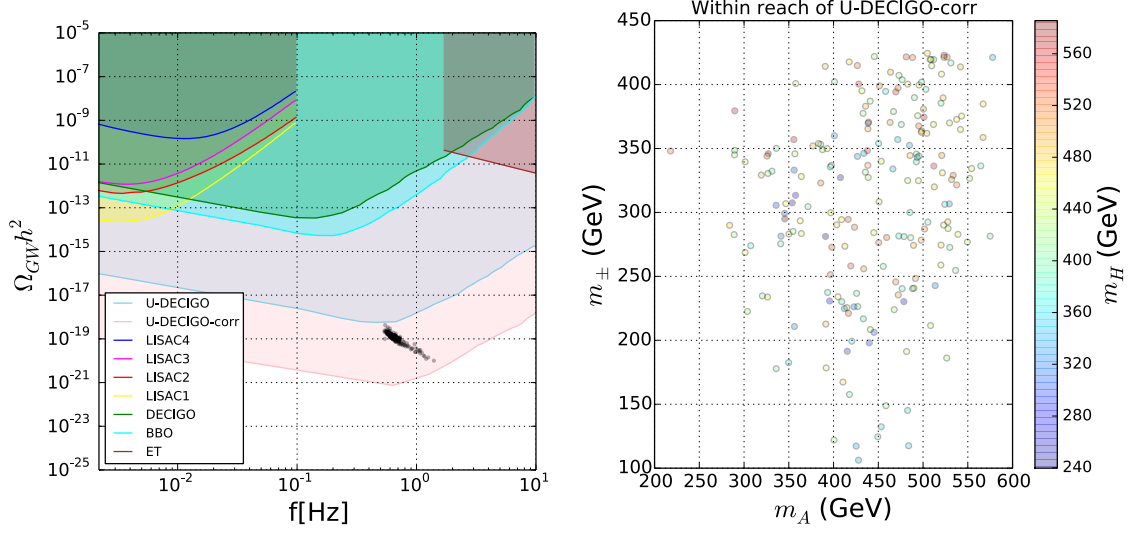 10^-5
10^-7
10^-9
10^-11
10^-13
10^-15
10^-17
10^-19
10^-21
10^-23
10^-25
Ω_GW h^2
U-DECIGO
U-DECIGO-corr
LISAC4
LISAC3
LISAC2
LISAC1
DECIGO
BBO
ET
10^-2
10^-1
10^0
10^1
f[Hz]
Within reach of U-DECIGO-corr
450
400
350
300
250
200
150
100
m_± (GeV)
200
250
300
350
400
450
500
550
600
m_A (GeV)
560
520
480
440
400
360
320
280
240
m_H (GeV)